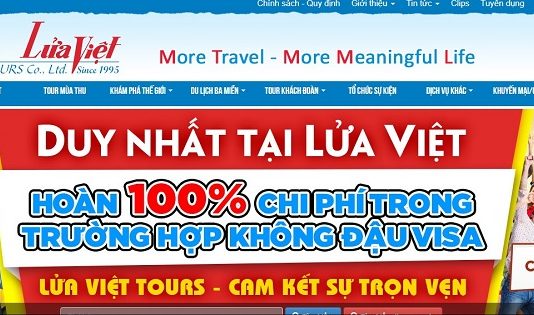 Chính sách - Quy định Giới thiệu Tin tức Clips Tuyển dụng
Lửa Việt
TOURS Co., Ltd. Since 1995
More Travel - More Meaningful Life
TOUR MÙA THU KHÁM PHÁ THẾ GIỚI DU LỊCH BA MIỀN TOUR KHÁCH ĐOÀN TỔ CHỨC SỰ KIỆN DỊCH VỤ KHÁC KHUYẾN MẠI
DUY NHẤT TẠI LỬA VIỆT
HOÀN 100% CHI PHÍ TRONG
TRƯỜNG HỢP KHÔNG ĐẬU VISA
LỬA VIỆT TOURS - CAM KẾT SỰ TRỌN VẸN